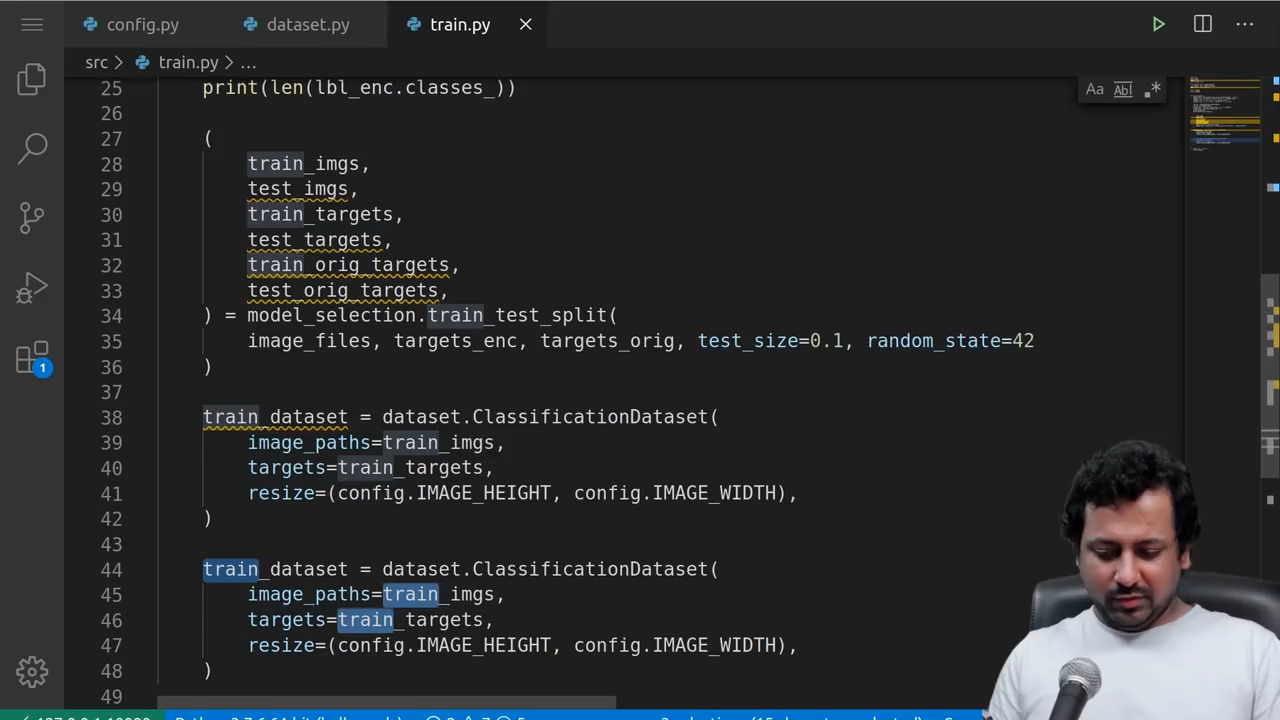 config.py dataset.py train.py
src > train.py > ...
Aa Abl .*
25 print(len(lbl_enc.classes_))
26
27 (
28 train_imgs,
29 test_imgs,
30 train_targets,
31 test_targets,
32 train_orig_targets,
33 test_orig_targets,
34 ) = model_selection.train_test_split(
35 image_files, targets_enc, targets_orig, test_size=0.1, random_state=42
36 )
37
38 train_dataset = dataset.ClassificationDataset(
39 image_paths=train_imgs,
40 targets=train_targets,
41 resize=(config.IMAGE_HEIGHT, config.IMAGE_WIDTH),
42 )
43
44 train_dataset = dataset.ClassificationDataset(
45 image_paths=train_imgs,
46 targets=train_targets,
47 resize=(config.IMAGE_HEIGHT, config.IMAGE_WIDTH),
48 )
49
1